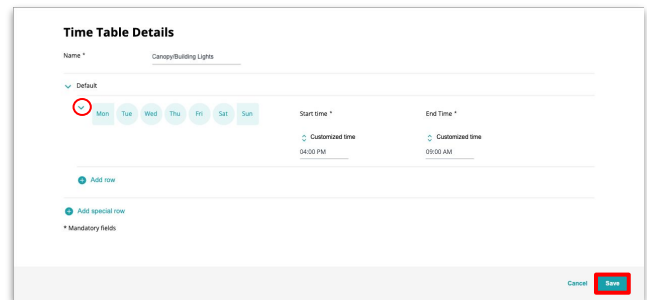 Time Table Details
Name * Canopy/Building Lights
Default
Mon Tue Wed Thu Fri Sat Sun Start time * End Time *
Customized time Customized time
04:00 PM 09:00 AM
Add row
Add special row
* Mandatory fields
Cancel Save